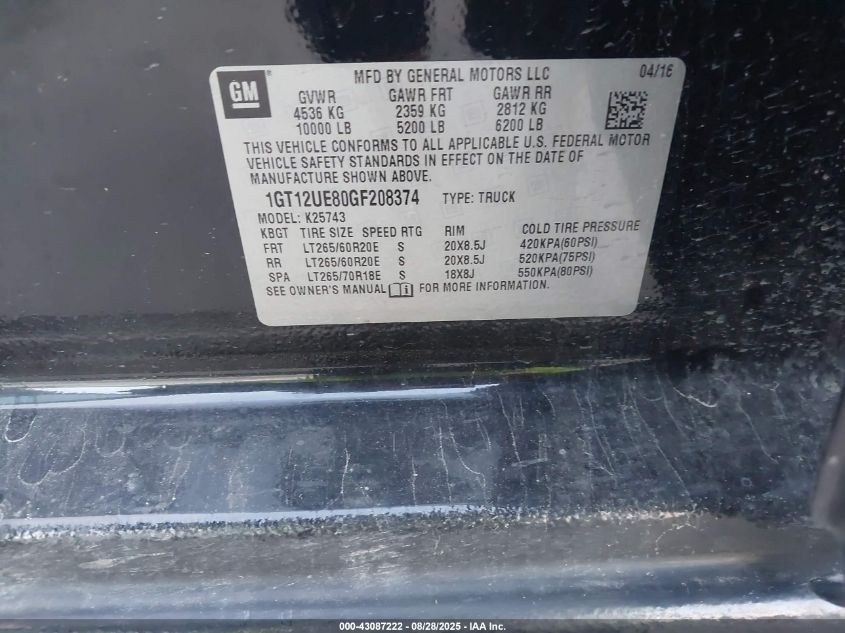 GM
MFD BY GENERAL MOTORS LLC 04/16
GVWR GAWR FRT GAWR RR
4536 KG 2359 KG 2812 KG
10000 LB 5200 LB 6200 LB
THIS VEHICLE CONFORMS TO ALL APPLICABLE U.S. FEDERAL MOTOR
VEHICLE SAFETY STANDARDS IN EFFECT ON THE DATE OF
MANUFACTURE SHOWN ABOVE.
1GT12UE80GF208374 TYPE: TRUCK
MODEL: K25743
KBGT TIRE SIZE SPEED RTG RIM COLD TIRE PRESSURE
FRT LT265/60R20E S 20X8.5J 420KPA(60PSI)
RR LT265/60R20E S 20X8.5J 520KPA(75PSI)
SPA LT265/70R18E S 18X8J 550KPA(80PSI)
SEE OWNER'S MANUAL FOR MORE INFORMATION.
000-43087222 - 08/28/2025 - IAA Inc.